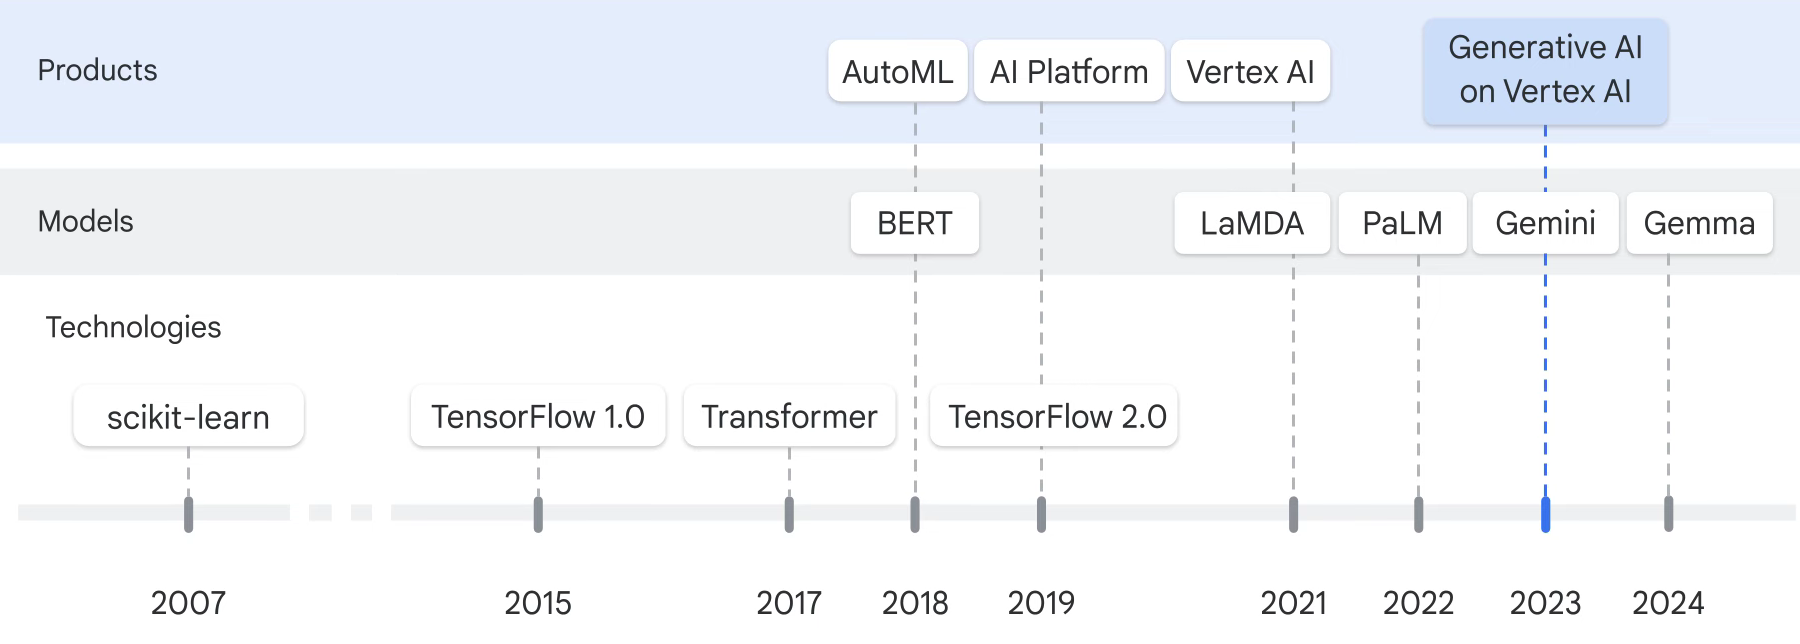 Products
AutoML
AI Platform
Vertex AI
Generative AI
on Vertex AI
Models
BERT
LaMDA
PaLM
Gemini
Gemma
Technologies
scikit-learn
TensorFlow 1.0
Transformer
TensorFlow 2.0
2007
2015
2017
2018
2019
2021
2022
2023
2024